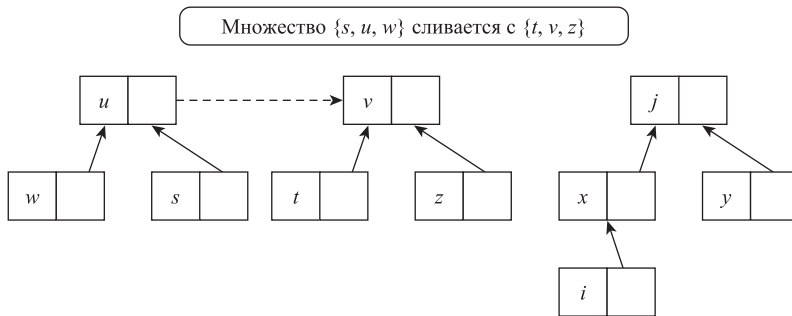 Множество {s, u, w} сливается с {t, v, z}
u v j
w s t z x y
i